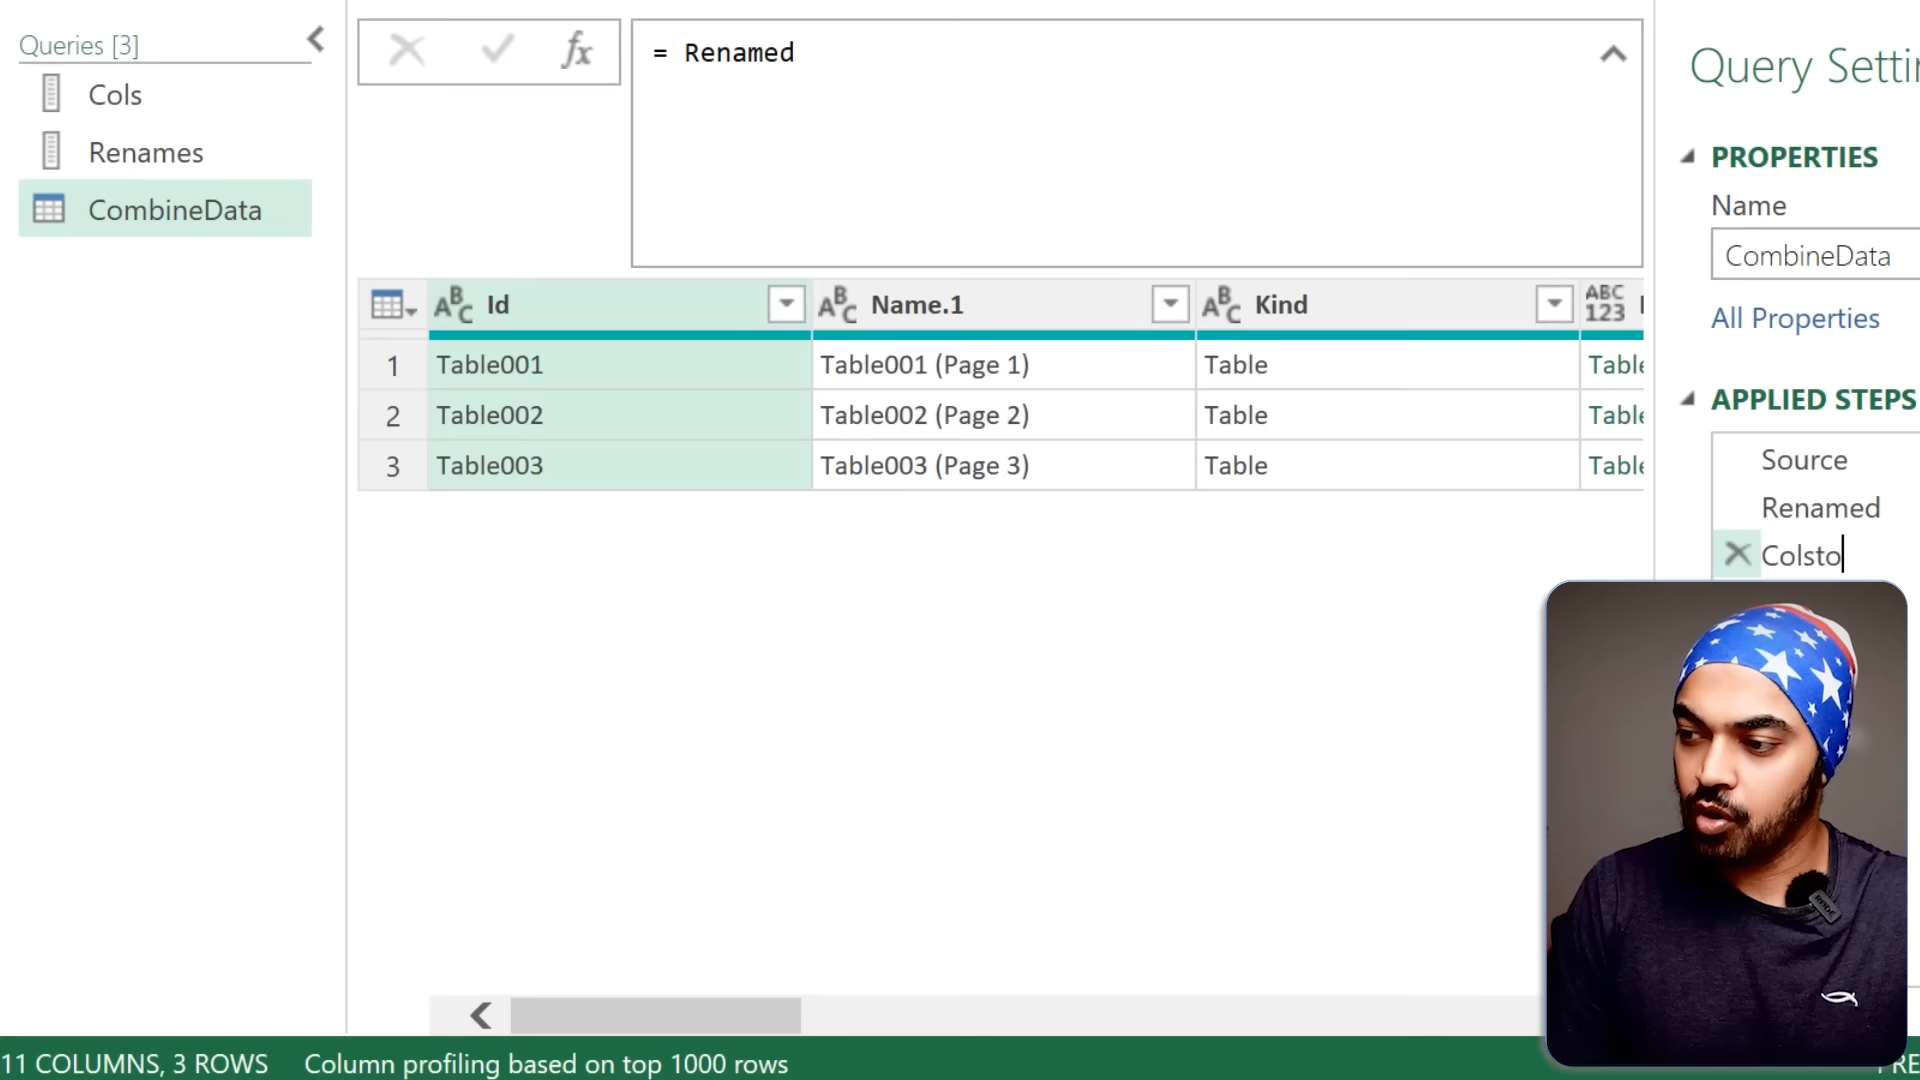 Queries [3]
Cols
Renames
CombineData
fx
= Renamed
Id
Name.1
Kind
ABC
123
1
Table001
Table001 (Page 1)
Table
2
Table002
Table002 (Page 2)
Table
3
Table003
Table003 (Page 3)
Table
Query
PROPERTIES
Name
CombineData
All Properties
APPLIED STEPS
Source
Renamed
Colsto
RODE
11 COLUMNS, 3 ROWS
Column profiling based on top 1000 rows